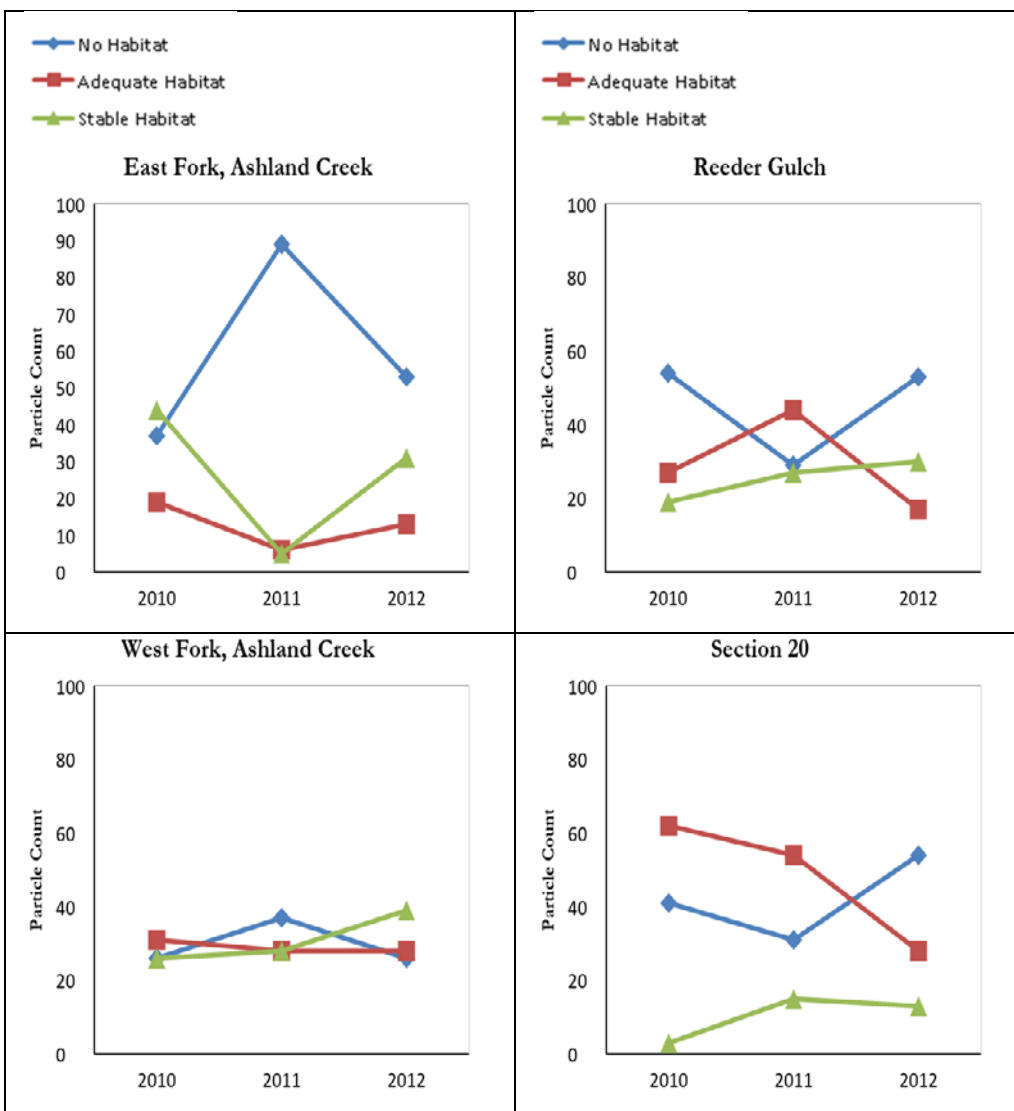 No Habitat
Adequate Habitat
Stable Habitat
East Fork, Ashland Creek
100
90
80
70
60
50
40
30
20
10
0
Particle Count
2010 2011 2012
No Habitat
Adequate Habitat
Stable Habitat
Reeder Gulch
100
80
60
40
20
0
Particle Count
2010 2011 2012
West Fork, Ashland Creek
100
80
60
40
20
0
Particle Count
2010 2011 2012
Section 20
100
80
60
40
20
0
Particle Count
2010 2011 2012